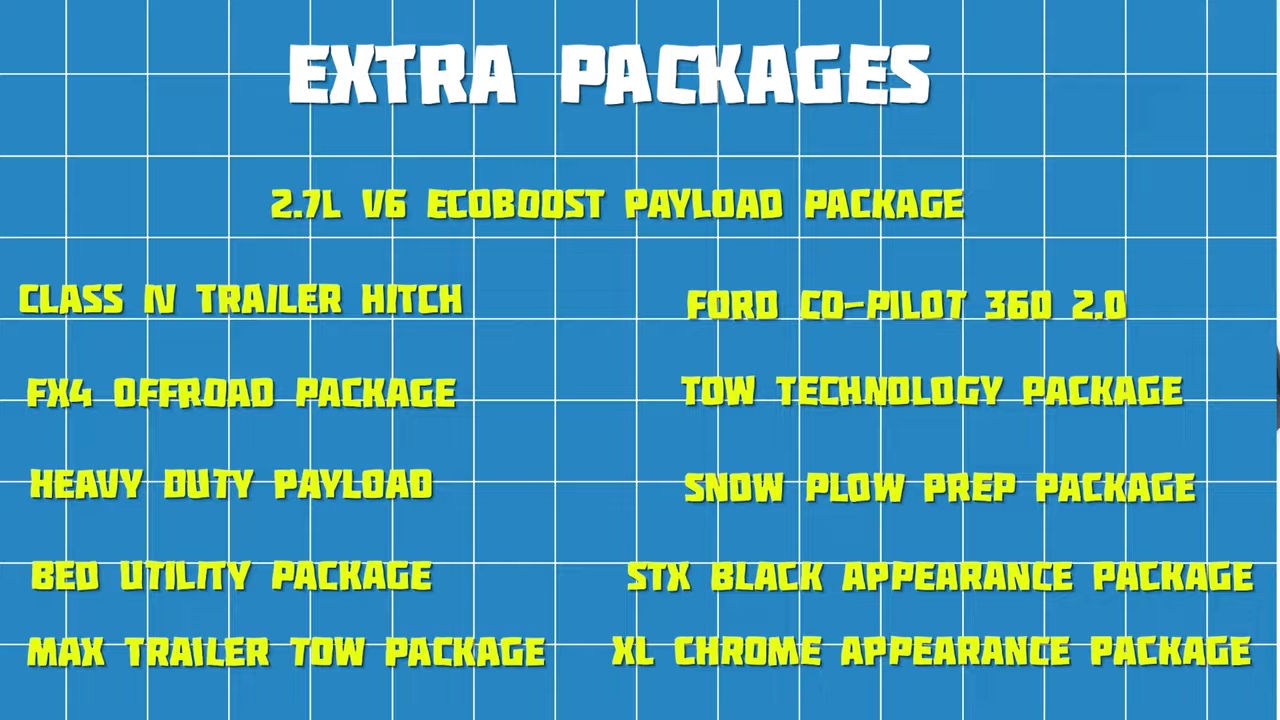 EXTRA PACKAGES
2.7L V6 ECOBOOST PAYLOAD PACKAGE
CLASS IV TRAILER HITCH
FORD CO-PILOT 360 2.0
FX4 OFFROAD PACKAGE
TOW TECHNOLOGY PACKAGE
HEAVY DUTY PAYLOAD
SNOW PLOW PREP PACKAGE
BED UTILITY PACKAGE
STX BLACK APPEARANCE PACKAGE
MAX TRAILER TOW PACKAGE
XL CHROME APPEARANCE PACKAGE